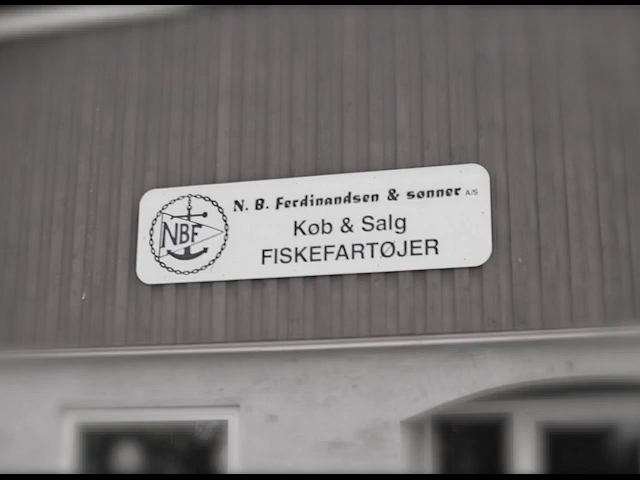 NBF
N. B. Ferdinandsen & sønner A/S
Køb & Salg
FISKEFARTØJER